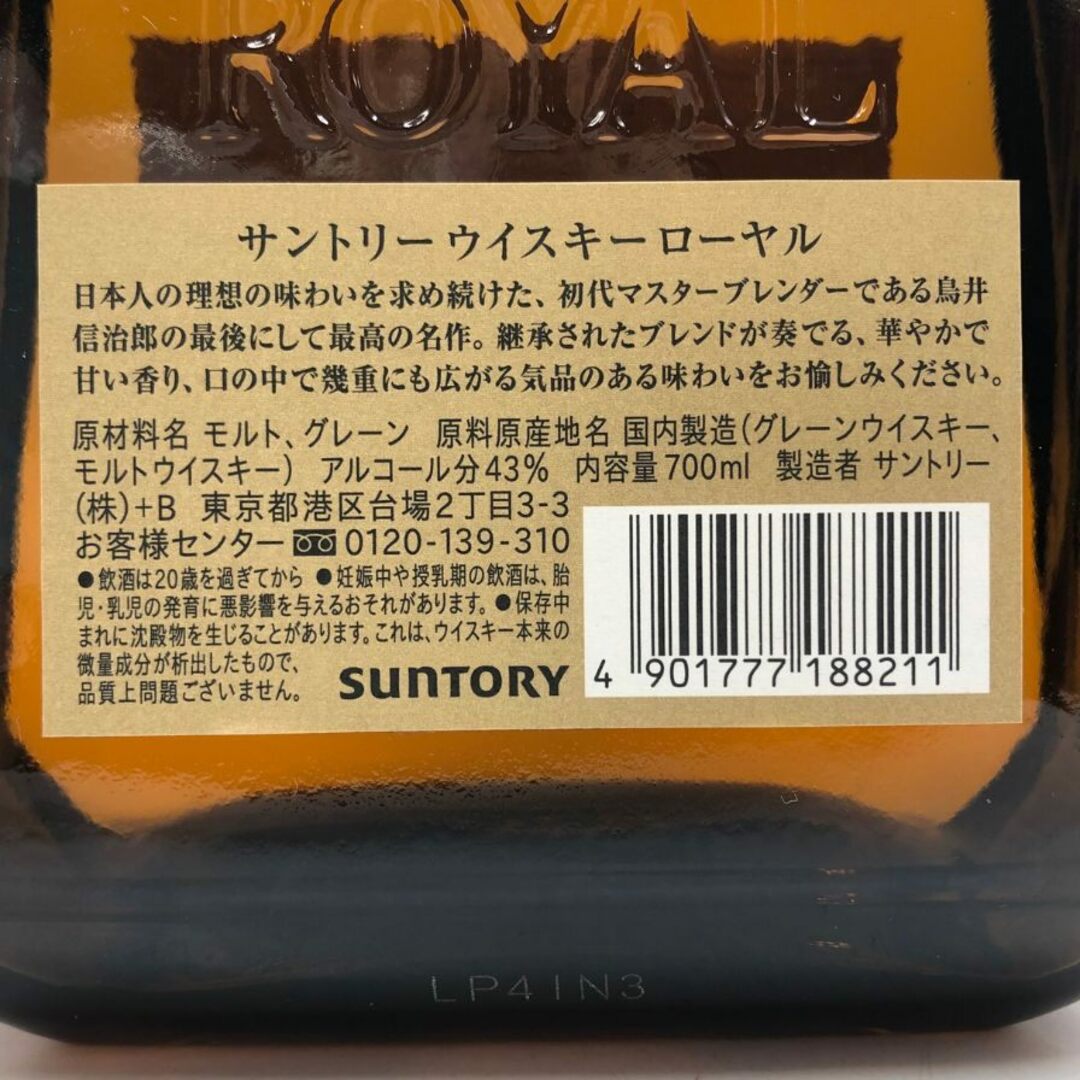 ROYAL
サントリー ウイスキー ローヤル
日本人の理想の味わいを求め続けた、初代マスターブレンダーである鳥井
信治郎の最後にして最高の名作。継承されたブレンドが奏でる、華やかで
甘い香り、口の中で幾重にも広がる気品のある味わいをお愉しみください。
原材料名 モルト、グレーン 原料原産地名 国内製造(グレーンウイスキー、
モルトウイスキー) アルコール分43% 内容量700ml 製造者 サントリー
(株)+B 東京都港区台場2丁目3-3
お客様センター 0120-139-310
●飲酒は20歳を過ぎてから ●妊娠中や授乳期の飲酒は、胎
児・乳児の発育に悪影響を与えるおそれがあります。●保存中
まれに沈殿物を生じることがあります。これは、ウイスキー本来の
微量成分が析出したもので、
品質上問題ございません。
SUNTORY
4 901777 188211
LP4IN3